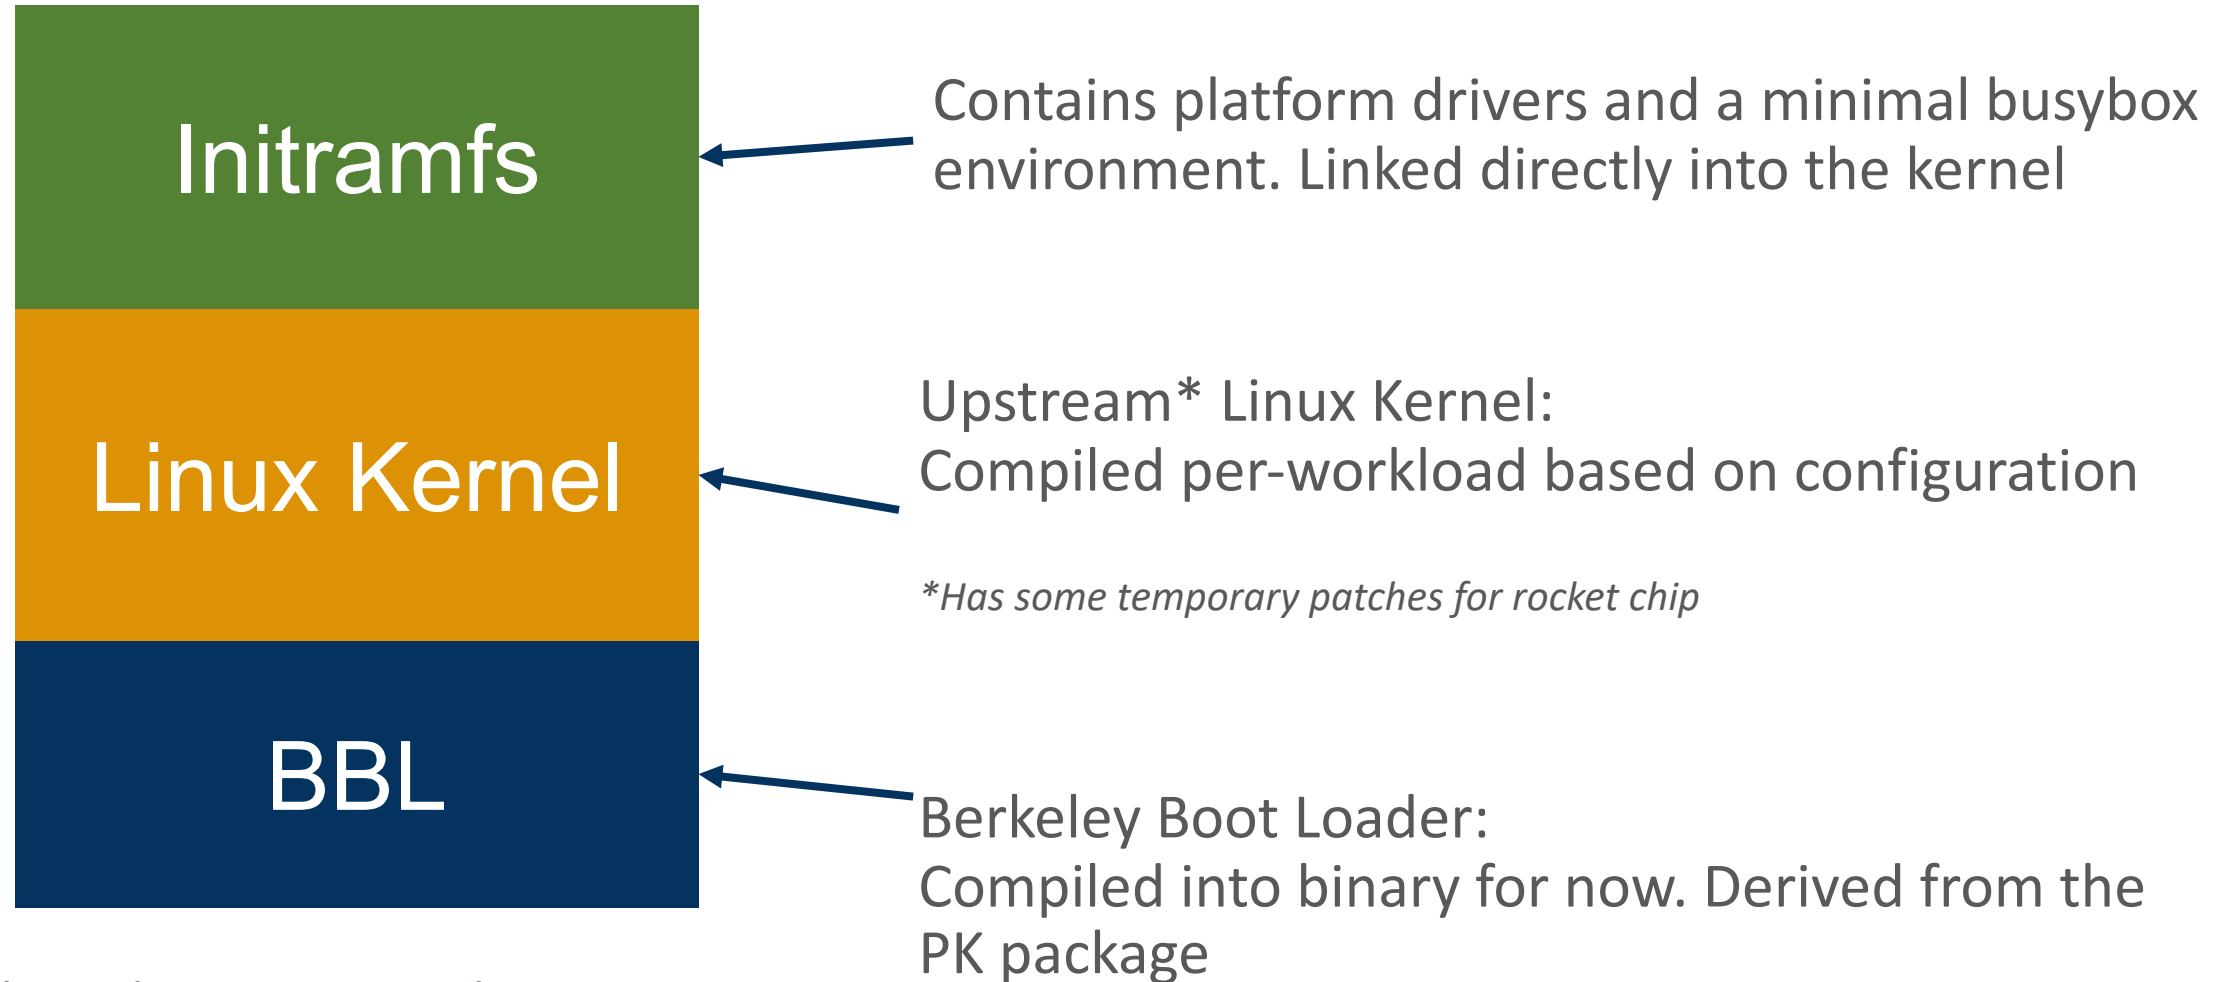 Initramfs
Contains platform drivers and a minimal busybox
environment. Linked directly into the kernel
Linux Kernel
Upstream* Linux Kernel:
Compiled per-workload based on configuration
*Has some temporary patches for rocket chip
BBL
Berkeley Boot Loader:
Compiled into binary for now. Derived from the
PK package